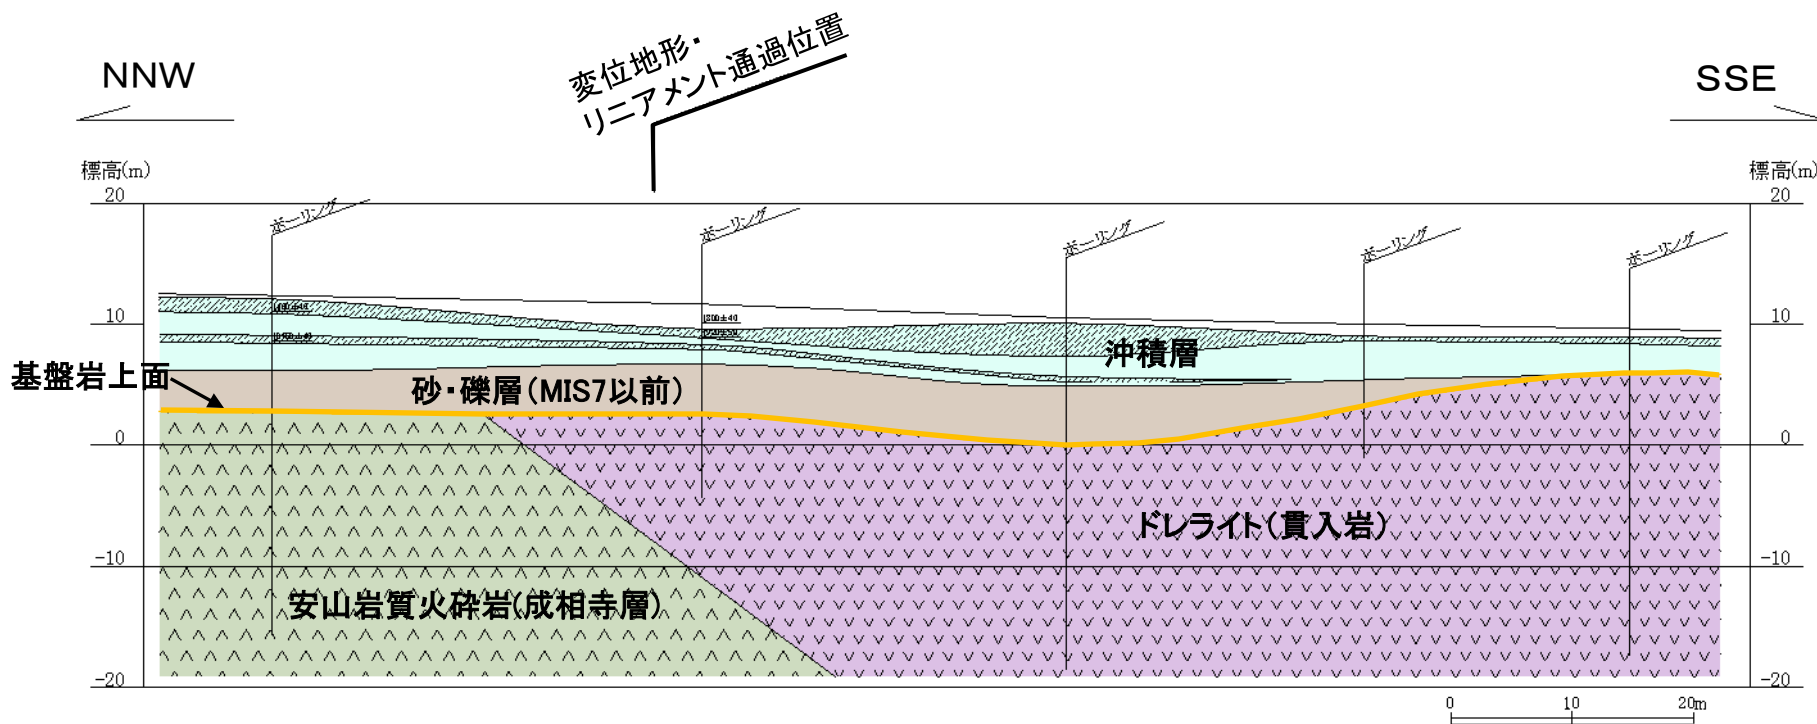 NNW
変位地形・
リニアメント通過位置
SSE
標高(m)
標高(m)
20
20
ボーリング
ボーリング
ボーリング
ボーリング
ボーリング
10
10
1800±40
沖積層
基盤岩上面
砂・礫層(MIS7以前)
0
0
ドレライト(貫入岩)
-10
-10
安山岩質火砕岩(成相寺層)
-20
-20
0 10 20m